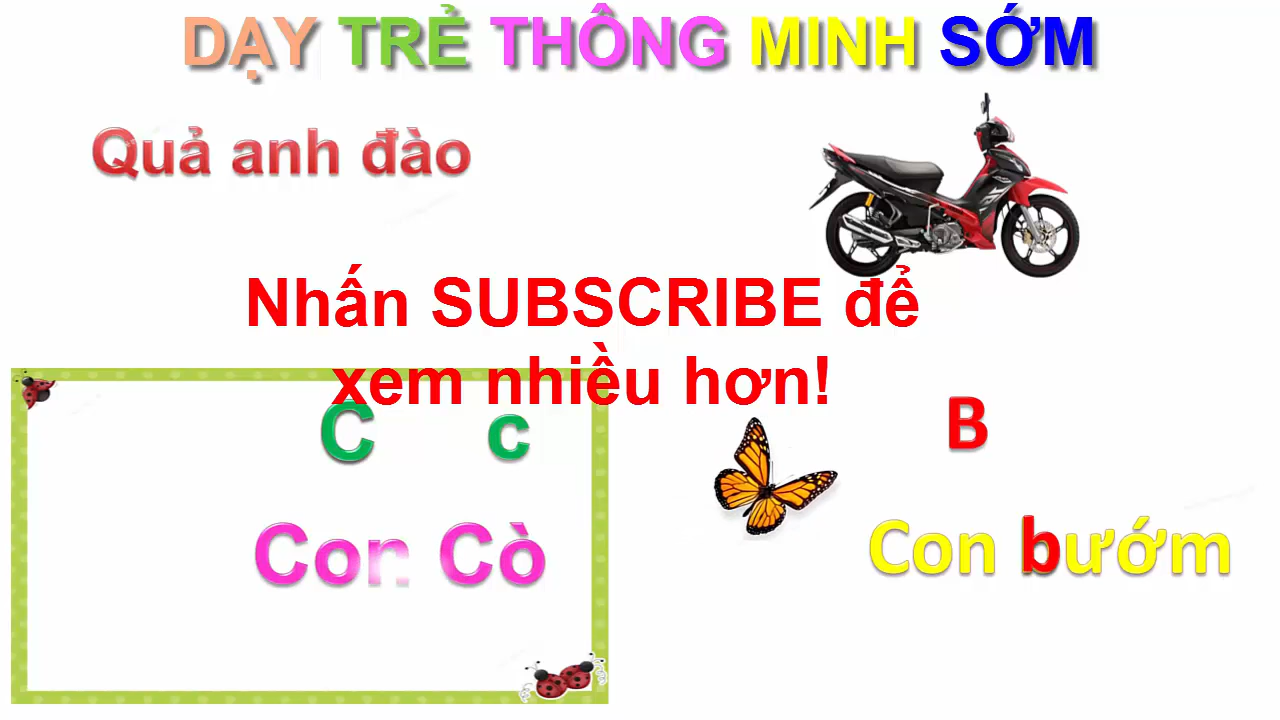 DẠY TRẺ THÔNG MINH SỚM
Quả anh đào
Nhấn SUBSCRIBE để
xem nhiều hơn!
C c
Con Cò
B
Con bướm